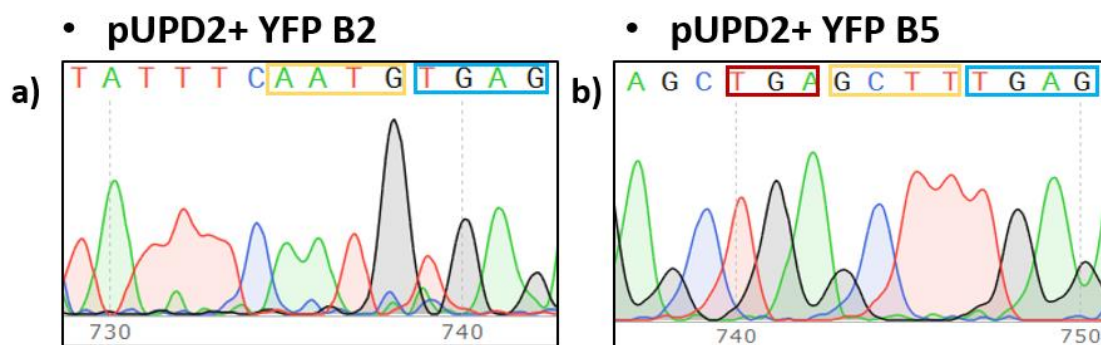 • pUPD2+ YFP B2
a) T A T T T C A A T G T G A G
730 740
• pUPD2+ YFP B5
b) A G C T G A G C T T T G A G
740 750